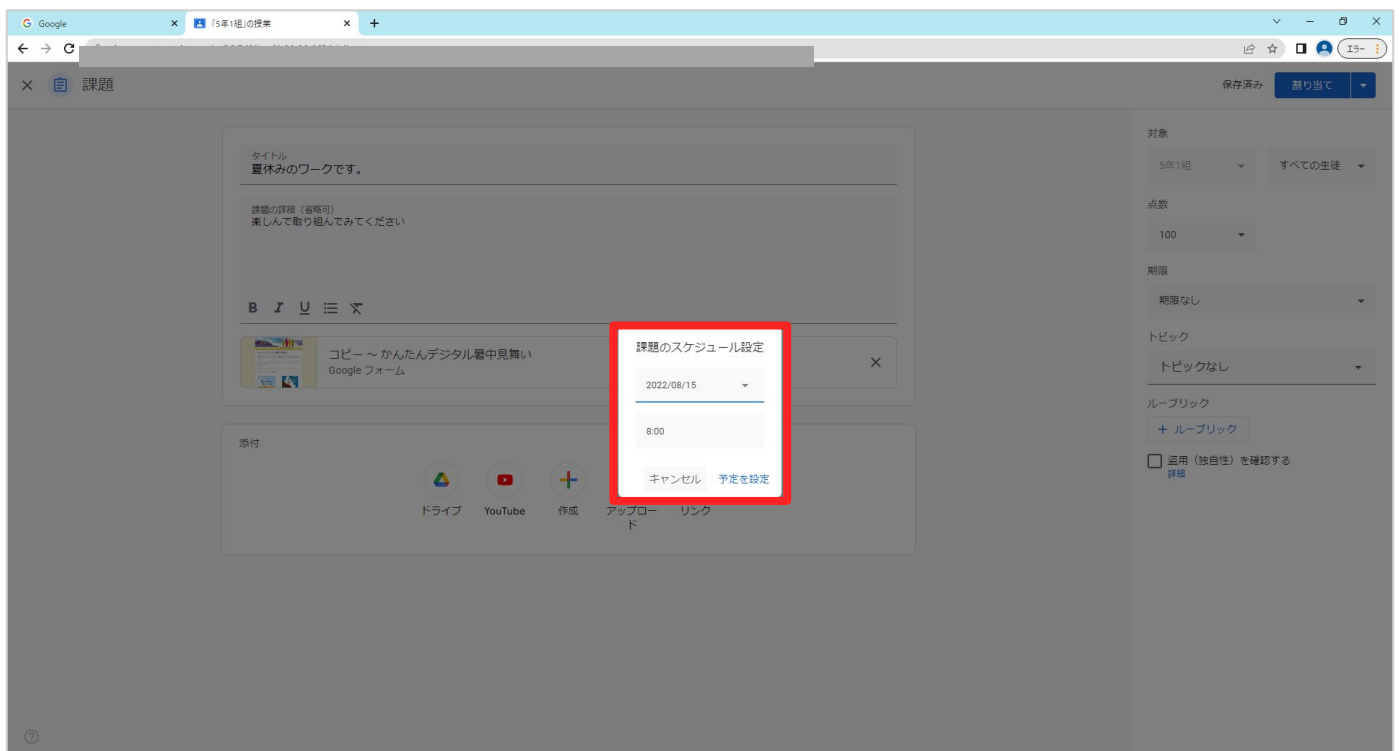 Google
「5年1組」の授業
エラー
課題
保存済み
割り当て
タイトル
夏休みのワークです。
課題の詳細（省略可）
楽しんで取り組んでみてください
B I U
コピー ～ かんたんデジタル暑中見舞い
Google フォーム
添付
ドライブ
YouTube
作成
アップロー
ド
リンク
課題のスケジュール設定
2022/08/15
8:00
キャンセル
予定を設定
対象
5年1組
すべての生徒
点数
100
期限
期限なし
トピック
トピックなし
ルーブリック
+ ルーブリック
盗用（独自性）を確認する
詳細